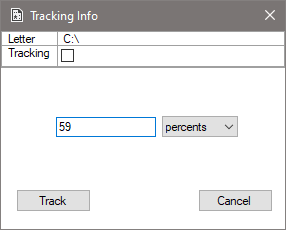 Tracking Info
Letter C:\
Tracking
59 percents
Track Cancel